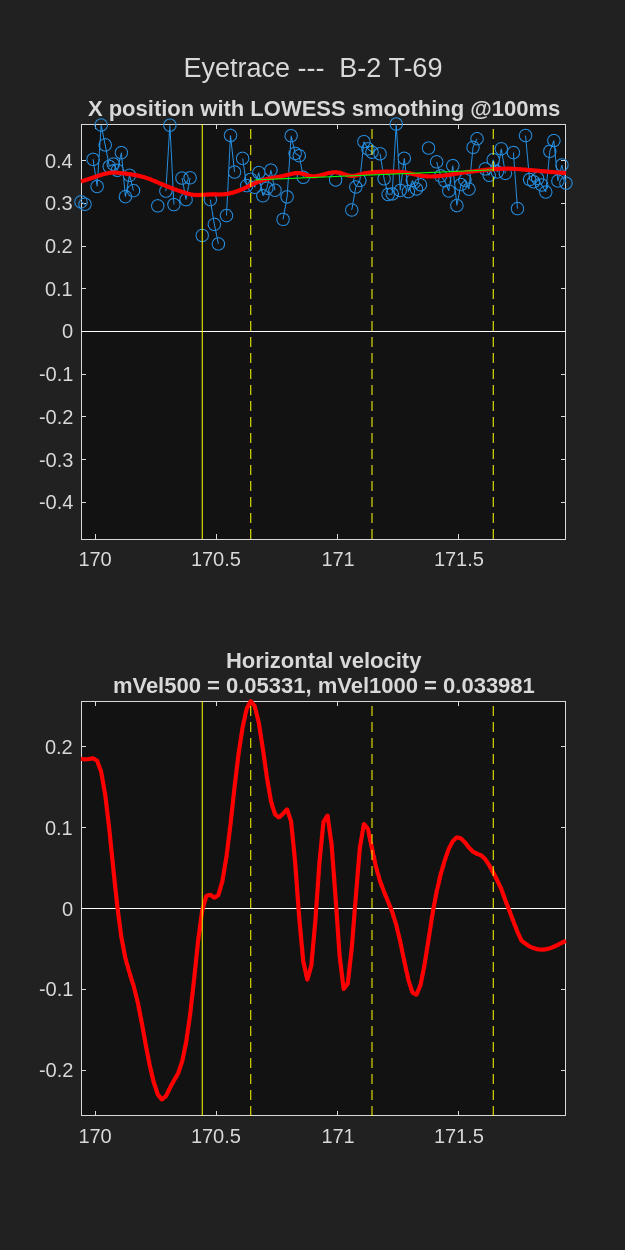 Eyetrace ---  B-2 T-69
X position with LOWESS smoothing @100ms
0.4
0.3
0.2
0.1
0
-0.1
-0.2
-0.3
-0.4
170 170.5 171 171.5
Horizontal velocity
mVel500 = 0.05331, mVel1000 = 0.033981
0.2
0.1
0
-0.1
-0.2
170 170.5 171 171.5